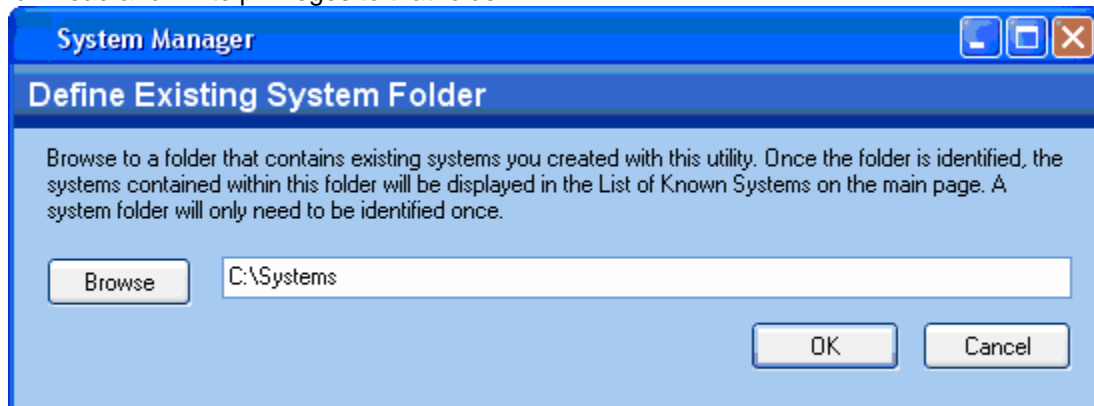 System Manager
Define Existing System Folder
Browse to a folder that contains existing systems you created with this utility. Once the folder is identified, the
systems contained within this folder will be displayed in the List of Known Systems on the main page. A
system folder will only need to be identified once.
Browse C:\Systems
OK Cancel